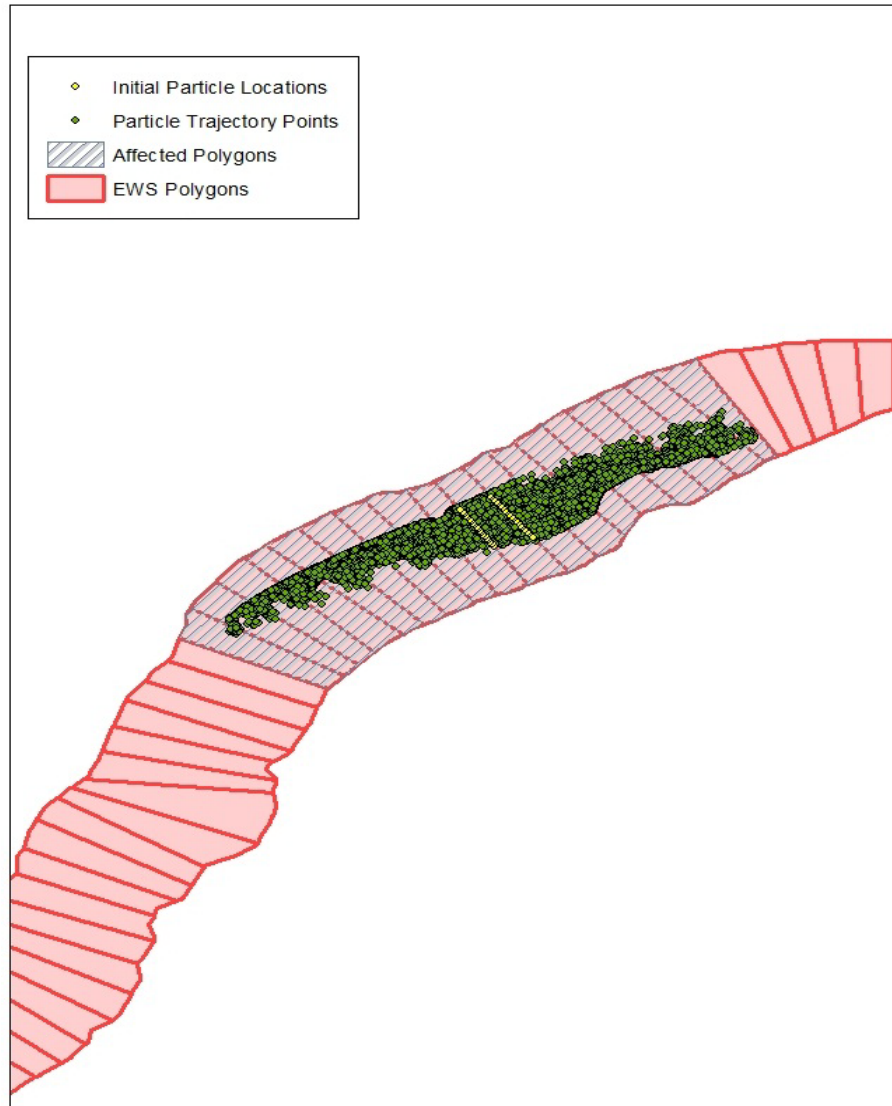 Initial Particle Locations
Particle Trajectory Points
Affected Polygons
EWS Polygons